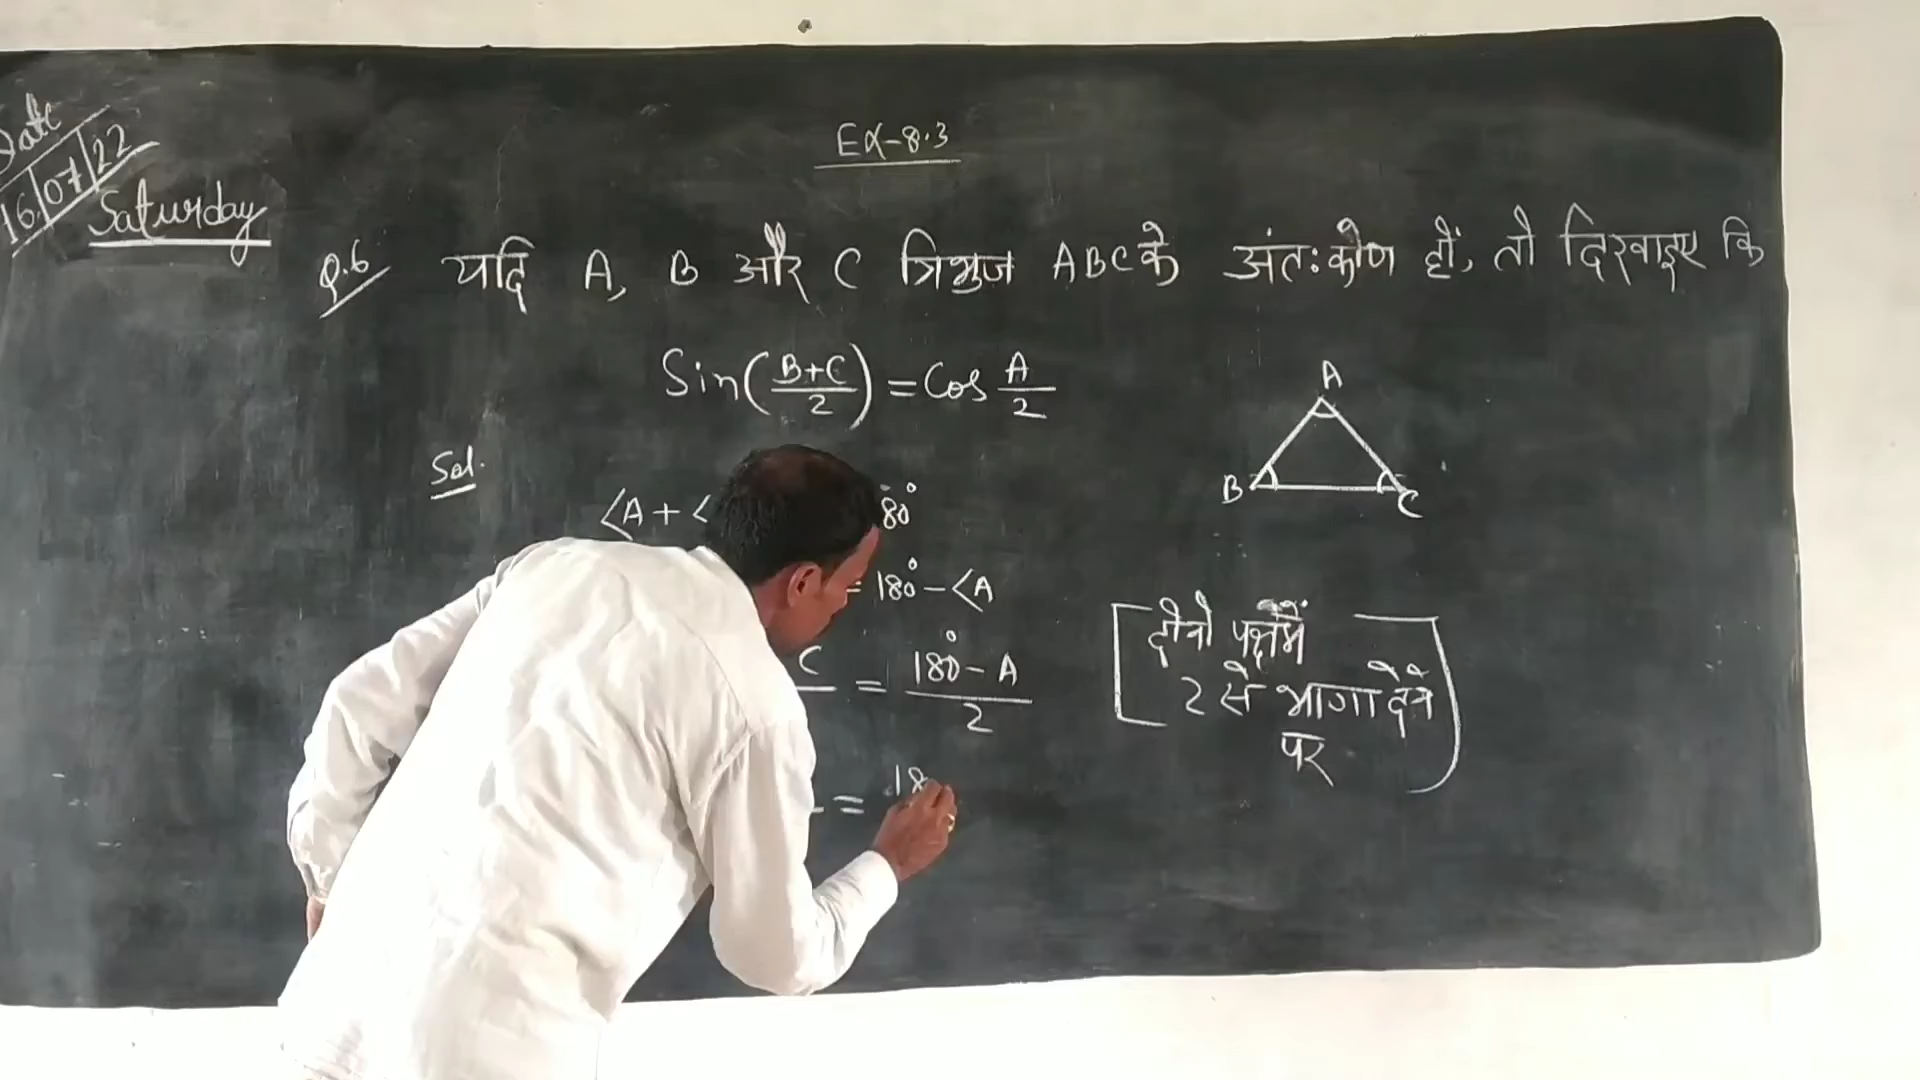 Date
16/07/22
Saturday
Ex-8.3
Q.6 यदि A, B और C त्रिभुज ABC के अंतः कोण हों, तो दिखाइए कि
Sin(B+C/2) = Cos A/2
A
B C
Sol.
<A + < 80°
= 180° - <A
C = 180° - A / 2
[दोनो पक्षमें
2 से भागा देने
पर]
= 18